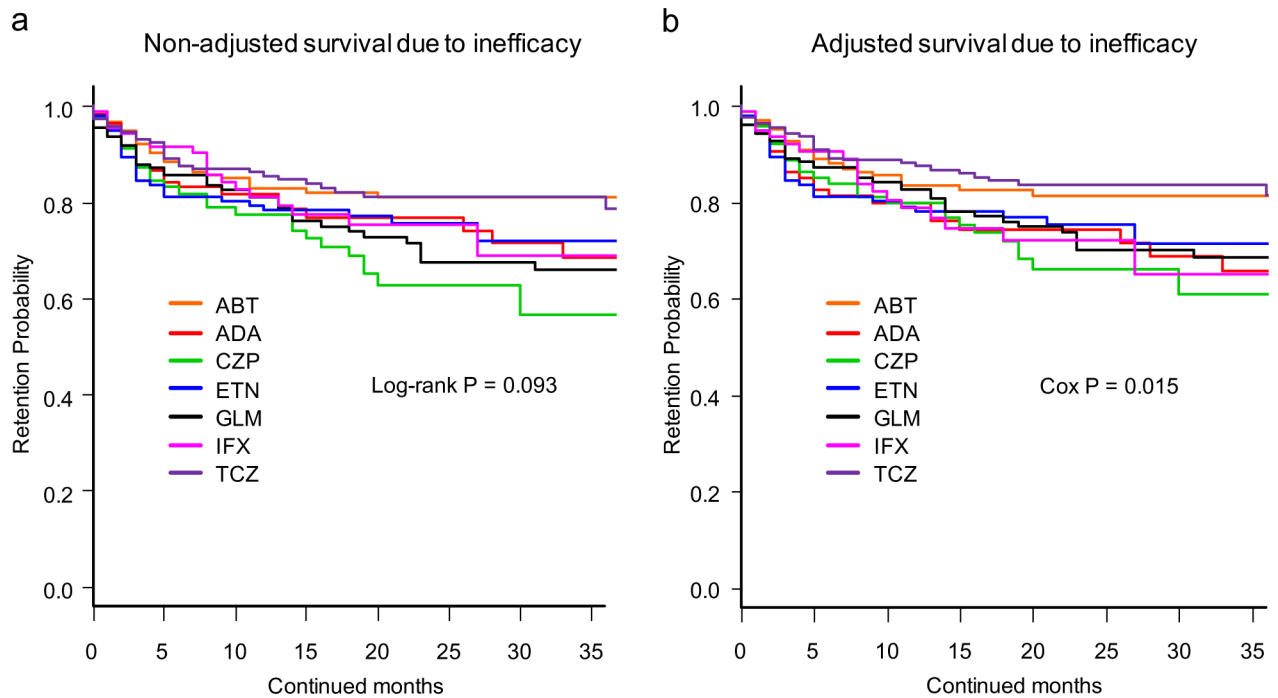 a
Non-adjusted survival due to inefficacy
Retention Probability
1.0
0.8
0.6
0.4
0.2
0.0
ABT
ADA
CZP
ETN
GLM
IFX
TCZ
Log-rank P = 0.093
0 5 10 15 20 25 30 35
Continued months
b
Adjusted survival due to inefficacy
Retention Probability
1.0
0.8
0.6
0.4
0.2
0.0
ABT
ADA
CZP
ETN
GLM
IFX
TCZ
Cox P = 0.015
0 5 10 15 20 25 30 35
Continued months